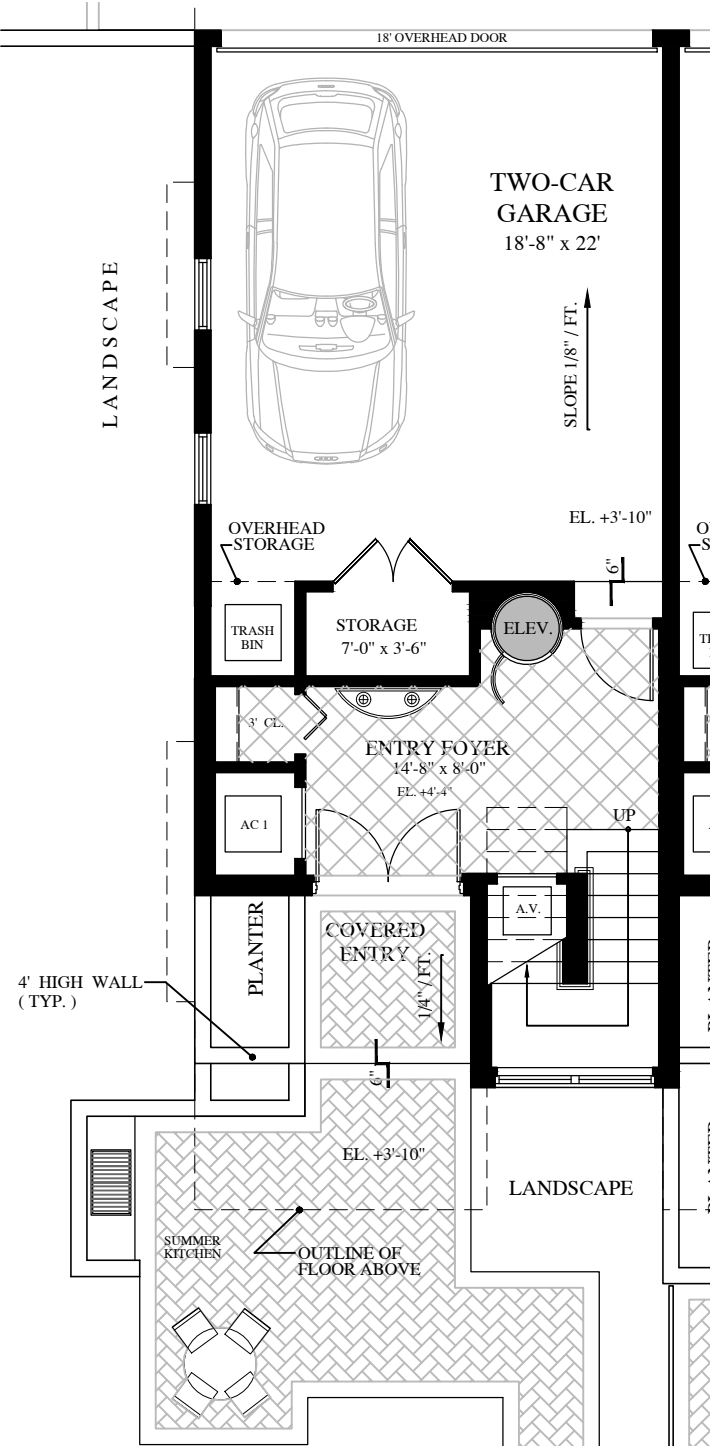 18' OVERHEAD DOOR
TWO-CAR
GARAGE
18'-8" x 22'
LANDSCAPE
SLOPE 1/8" / FT.
EL. +3'-10"
OVERHEAD
STORAGE
6"
TRASH
BIN
STORAGE
7'-0" x 3'-6"
ELEV.
3' CL.
ENTRY FOYER
14'-8" x 8'-0"
EL. +4'-4"
AC 1
UP
A.V.
PLANTER
COVERED
ENTRY
1/4" / FT.
4' HIGH WALL
( TYP. )
6"
EL. +3'-10"
LANDSCAPE
SUMMER
KITCHEN
OUTLINE OF
FLOOR ABOVE
PLANTER
PLANTER